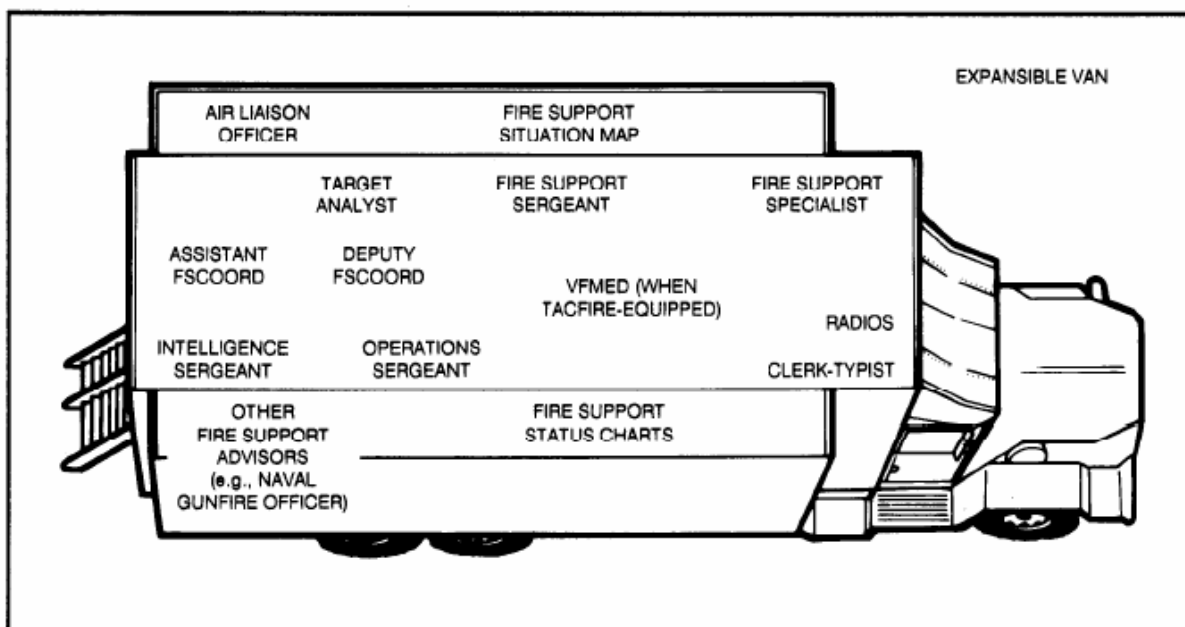 EXPANSIBLE VAN
AIR LIAISON
OFFICER
FIRE SUPPORT
SITUATION MAP
TARGET
ANALYST
FIRE SUPPORT
SERGEANT
FIRE SUPPORT
SPECIALIST
ASSISTANT
FSCOORD
DEPUTY
FSCOORD
VFMED (WHEN
TACFIRE-EQUIPPED)
RADIOS
INTELLIGENCE
SERGEANT
OPERATIONS
SERGEANT
CLERK-TYPIST
OTHER
FIRE SUPPORT
ADVISORS
(e.g., NAVAL
GUNFIRE OFFICER)
FIRE SUPPORT
STATUS CHARTS